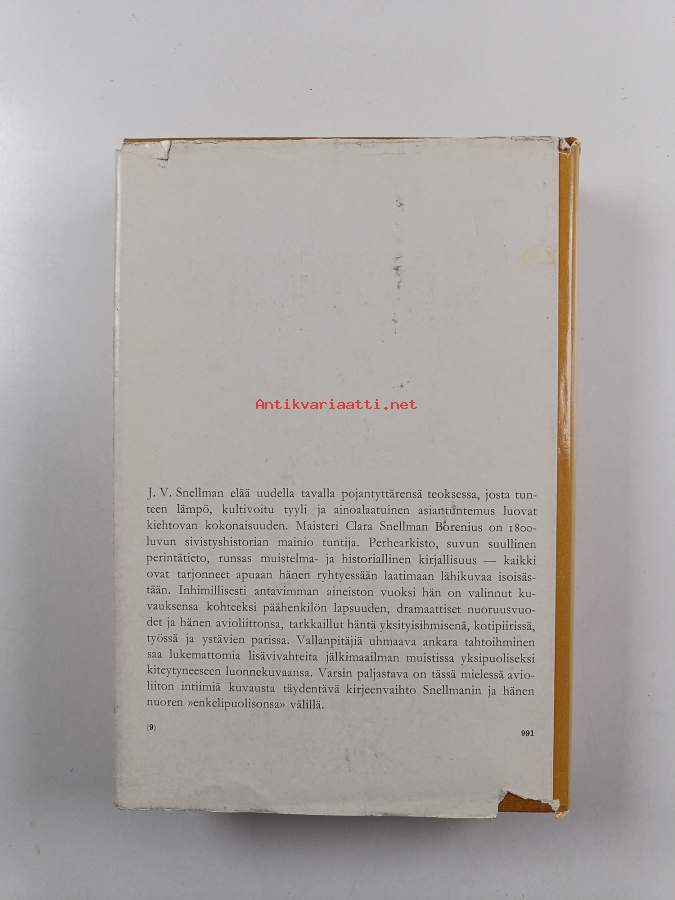 Antikvariaatti.net
J. V. Snellman elää uudella tavalla pojantyttärensä teoksessa, josta tun-
teen lämpö, kultivoitu tyyli ja ainoalaatuinen asiantuntemus luovat
kiehtovan kokonaisuuden. Maisteri Clara Snellman Borenius on 1800-
luvun sivistyshistorian mainio tuntija. Perhearkisto, suvun suullinen
perintätieto, runsas muistelma- ja historiallinen kirjallisuus — kaikki
ovat tarjonneet apuaan hänen ryhtyessään laatimaan lähikuvaa isoisäs-
tään. Inhimillisesti antavimman aineiston vuoksi hän on valinnut ku-
vauksensa kohteeksi päähenkilön lapsuuden, dramaattiset nuoruusvuo-
det ja hänen avioliittonsa, tarkkaillut häntä yksityisihmisenä, kotipiirissä,
työssä ja ystävien parissa. Vallanpitäjiä uhmaava ankara tahtoihminen
saa lukemattomia lisävivahteita jälkimaailman muistissa yksipuoliseksi
kiteytyneeseen luonnekuvaansa. Varsin paljastava on tässä mielessä avio-
liiton intiimiä kuvausta täydentävä kirjeenvaihto Snellmanin ja hänen
nuoren »enkelipuolisonsa» välillä.
(9)
991